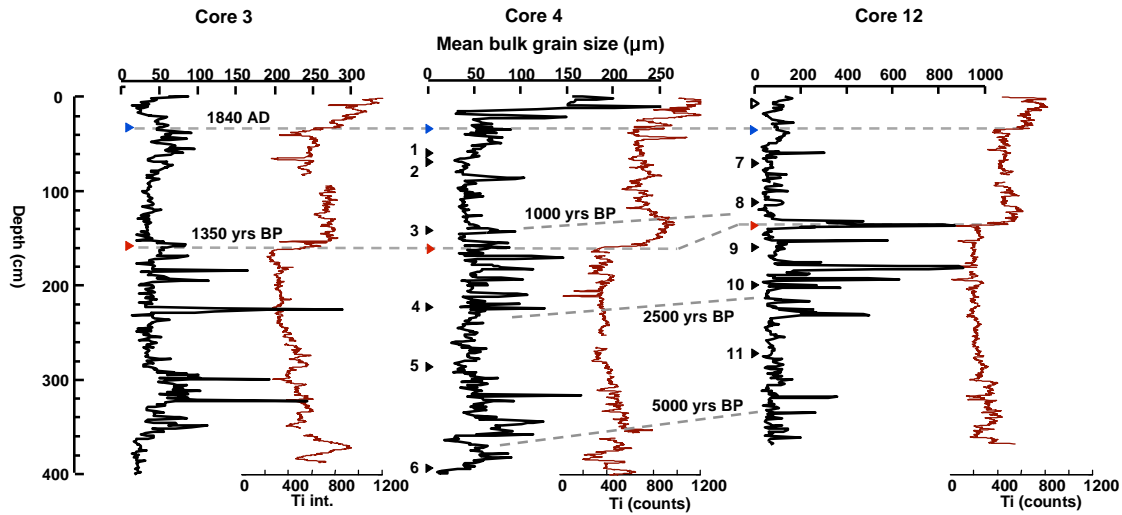 Core 3 Core 4 Core 12
Mean bulk grain size (µm)
0 50 100 150 200 250 300 0 50 100 150 200 250 0 200 400 600 800 1000
0
1840 AD
1
2
7
100
8
1000 yrs BP
3
1350 yrs BP
9
Depth (cm)
200
10
4
2500 yrs BP
11
5
300
5000 yrs BP
6
400
0 400 800 1200 0 400 800 1200 0 400 800 1200
Ti int. Ti (counts) Ti (counts)